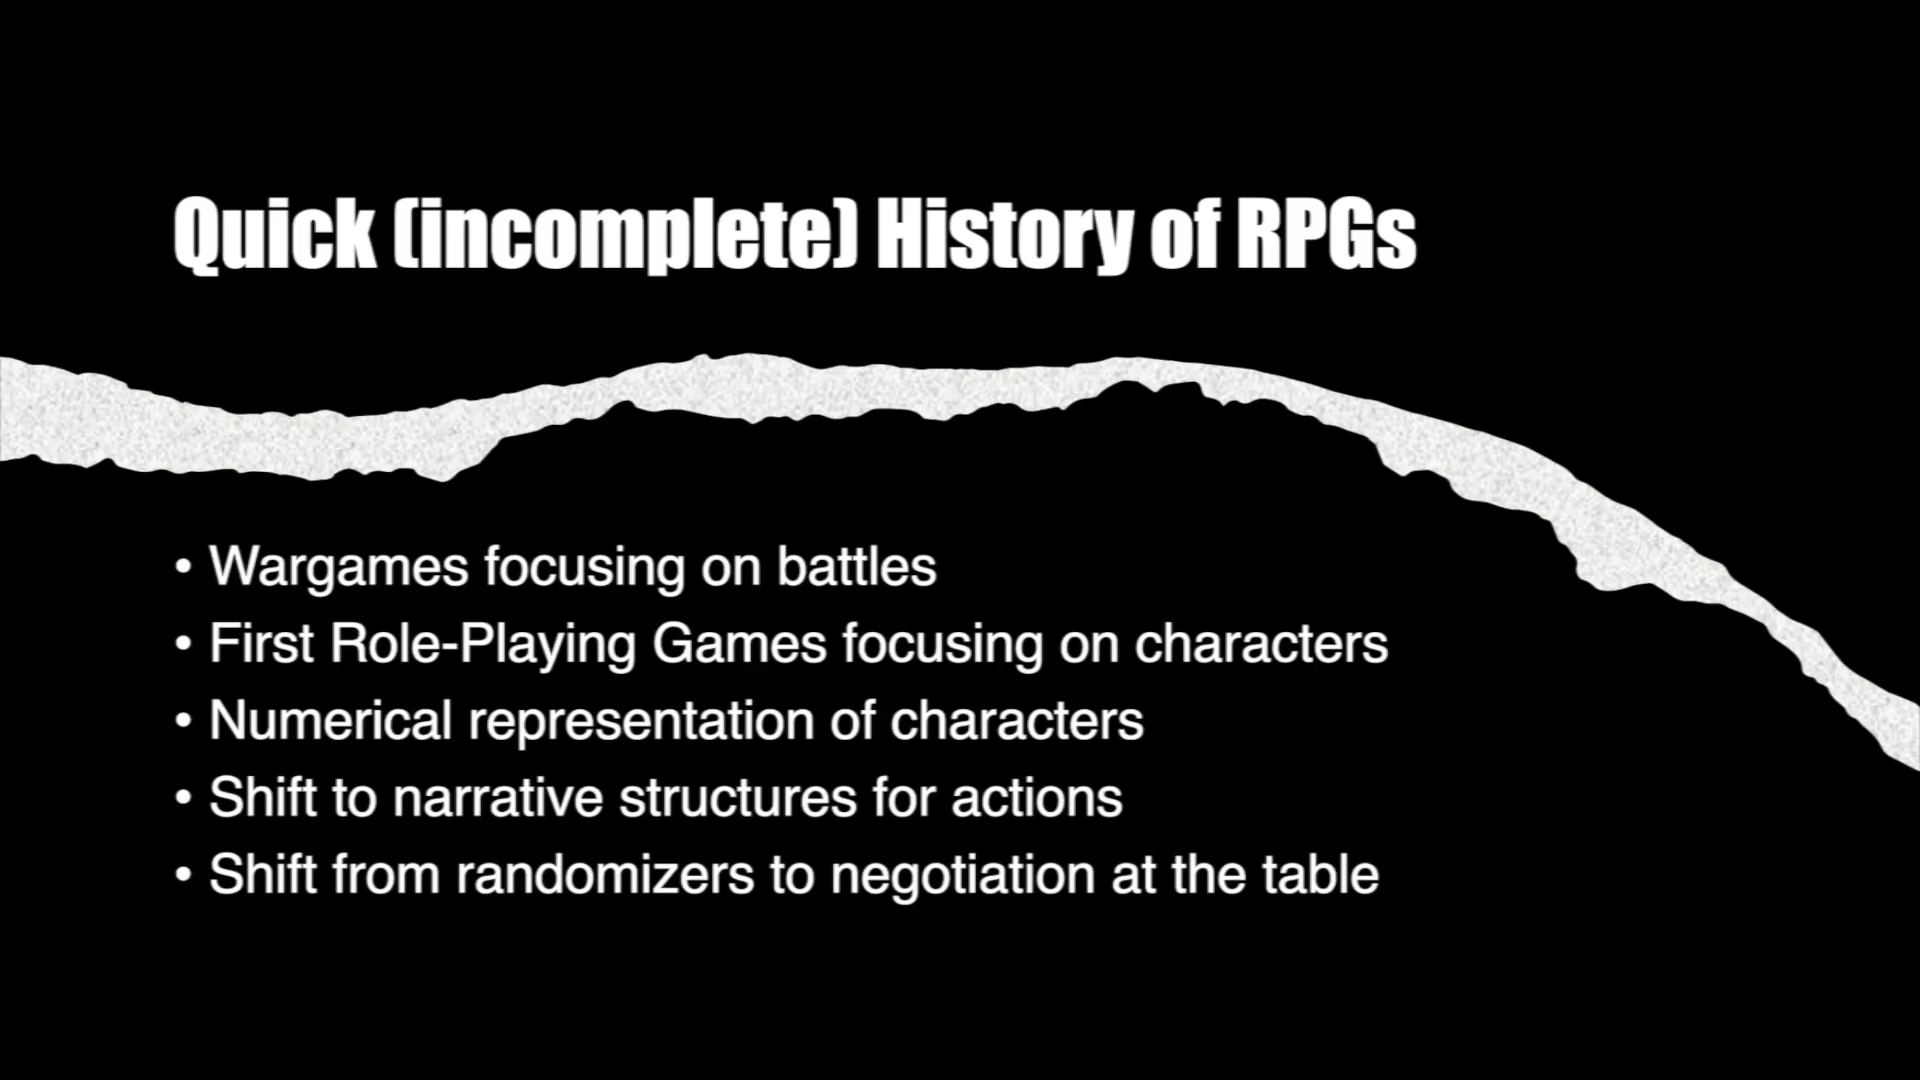 Quick (incomplete) History of RPGs
• Wargames focusing on battles
• First Role-Playing Games focusing on characters
• Numerical representation of characters
• Shift to narrative structures for actions
• Shift from randomizers to negotiation at the table